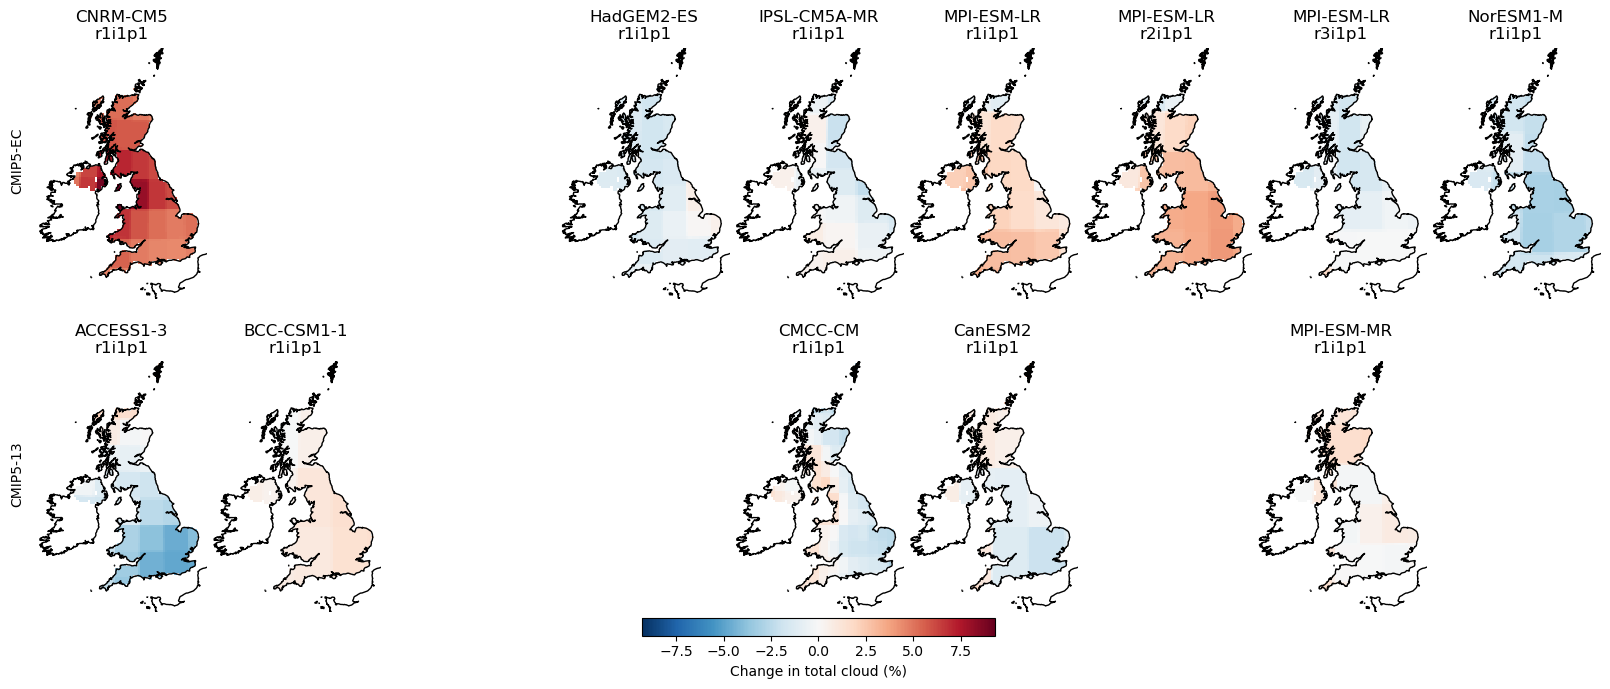 CNRM-CM5
r1i1p1
HadGEM2-ES
r1i1p1
IPSL-CM5A-MR
r1i1p1
MPI-ESM-LR
r1i1p1
MPI-ESM-LR
r2i1p1
MPI-ESM-LR
r3i1p1
NorESM1-M
r1i1p1
CMIP5-EC
ACCESS1-3
r1i1p1
BCC-CSM1-1
r1i1p1
CMCC-CM
r1i1p1
CanESM2
r1i1p1
MPI-ESM-MR
r1i1p1
CMIP5-13
−7.5 −5.0 −2.5 0.0 2.5 5.0 7.5
Change in total cloud (%)